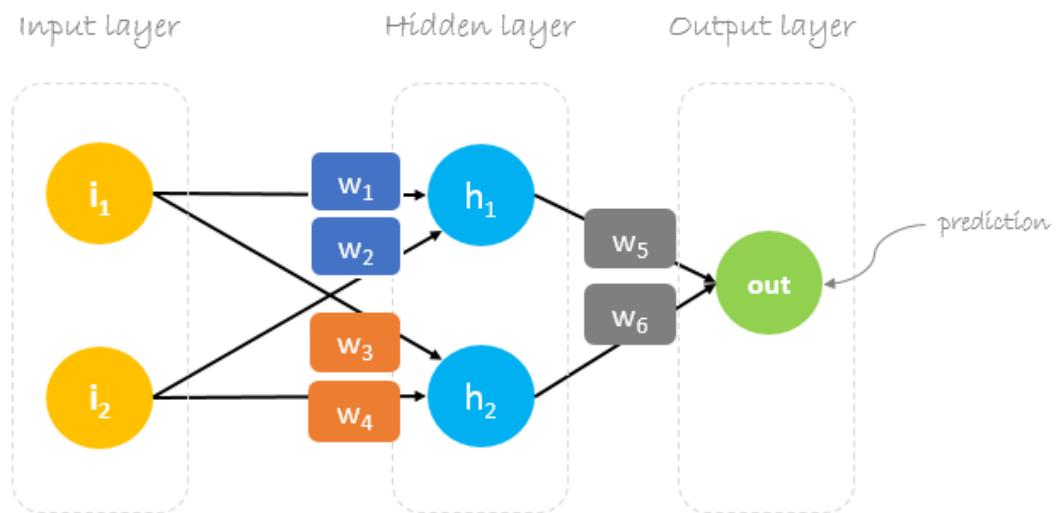 Input layer
Hidden layer
Output layer
i₁
w₁
h₁
w₂
w₅
prediction
out
w₃
w₆
i₂
w₄
h₂